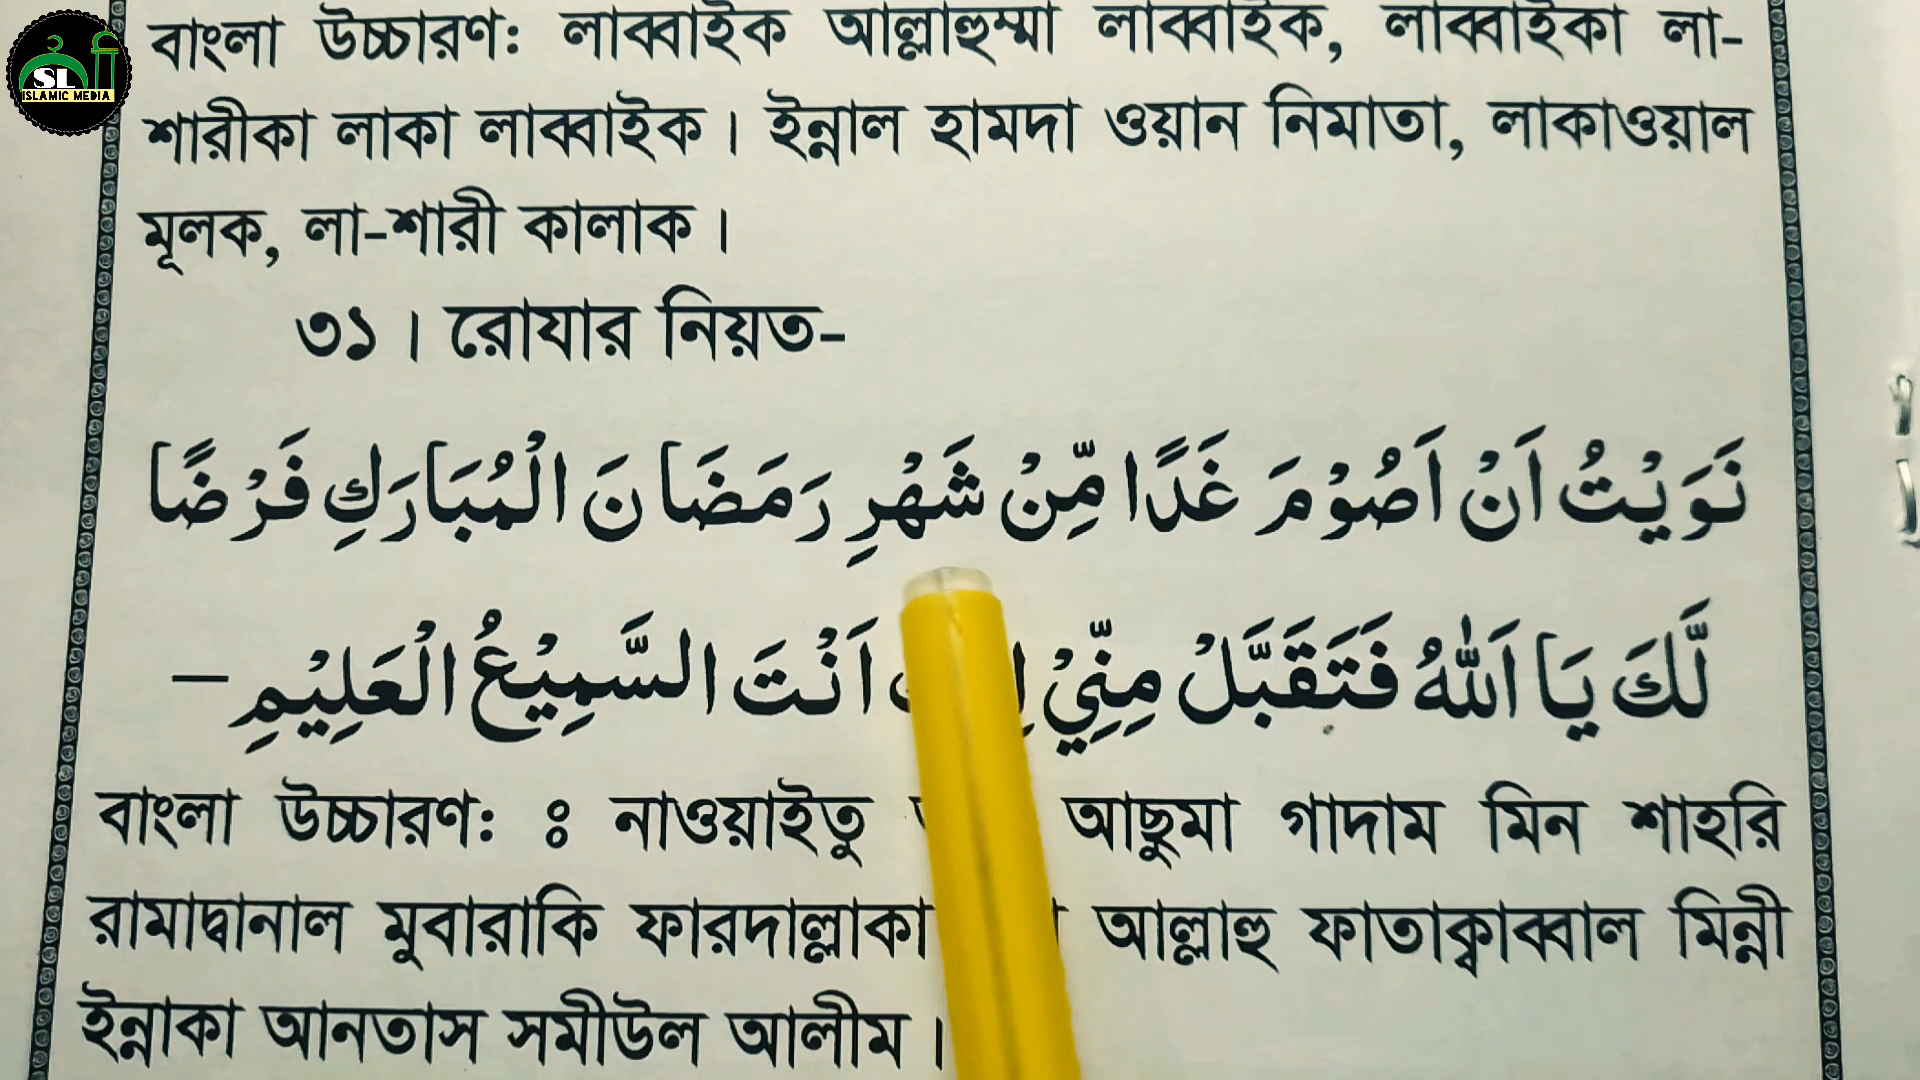 SL
ISLAMIC MEDIA
বাংলা উচ্চারণ: লাব্বাইক আল্লাহুম্মা লাব্বাইক, লাব্বাইকা লা-
শারীকা লাকা লাব্বাইক। ইন্নাল হামদা ওয়ান নিমাতা, লাকাওয়াল
মূলক, লা-শারী কালাক।
৩১। রোযার নিয়ত-
نَوَيْتُ اَنْ اَصُوْمَ غَدًا مِّنْ شَهْرِ رَمَضَانَ الْمُبَارَكِ فَرْضًا
لَّكَ يَا اَللّٰهُ فَتَقَبَّلْ مِنِّيْ اَنْتَ السَّمِيْعُ الْعَلِيْمِ –
বাংলা উচ্চারণ: ঃ নাওয়াইতু আছুমা গাদাম মিন শাহরি
রামাদ্বানাল মুবারাকি ফারদাল্লাকা আল্লাহু ফাতাক্বাব্বাল মিন্নী
ইন্নাকা আনতাস সমীউল আলীম।